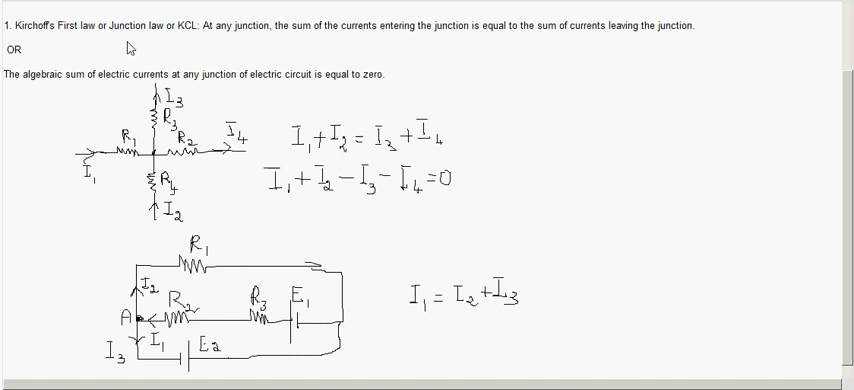 1. Kirchoff's First law or Junction law or KCL: At any junction, the sum of the currents entering the junction is equal to the sum of currents leaving the junction.
OR
The algebraic sum of electric currents at any junction of electric circuit is equal to zero.
I3
R3
R1 R2 I4
I1
R4
I2
I1+I2=I3+I4
I1+I2-I3-I4=0
R1
I2
R2 R3 E1
A
I1
I3 E2
I1=I2+I3